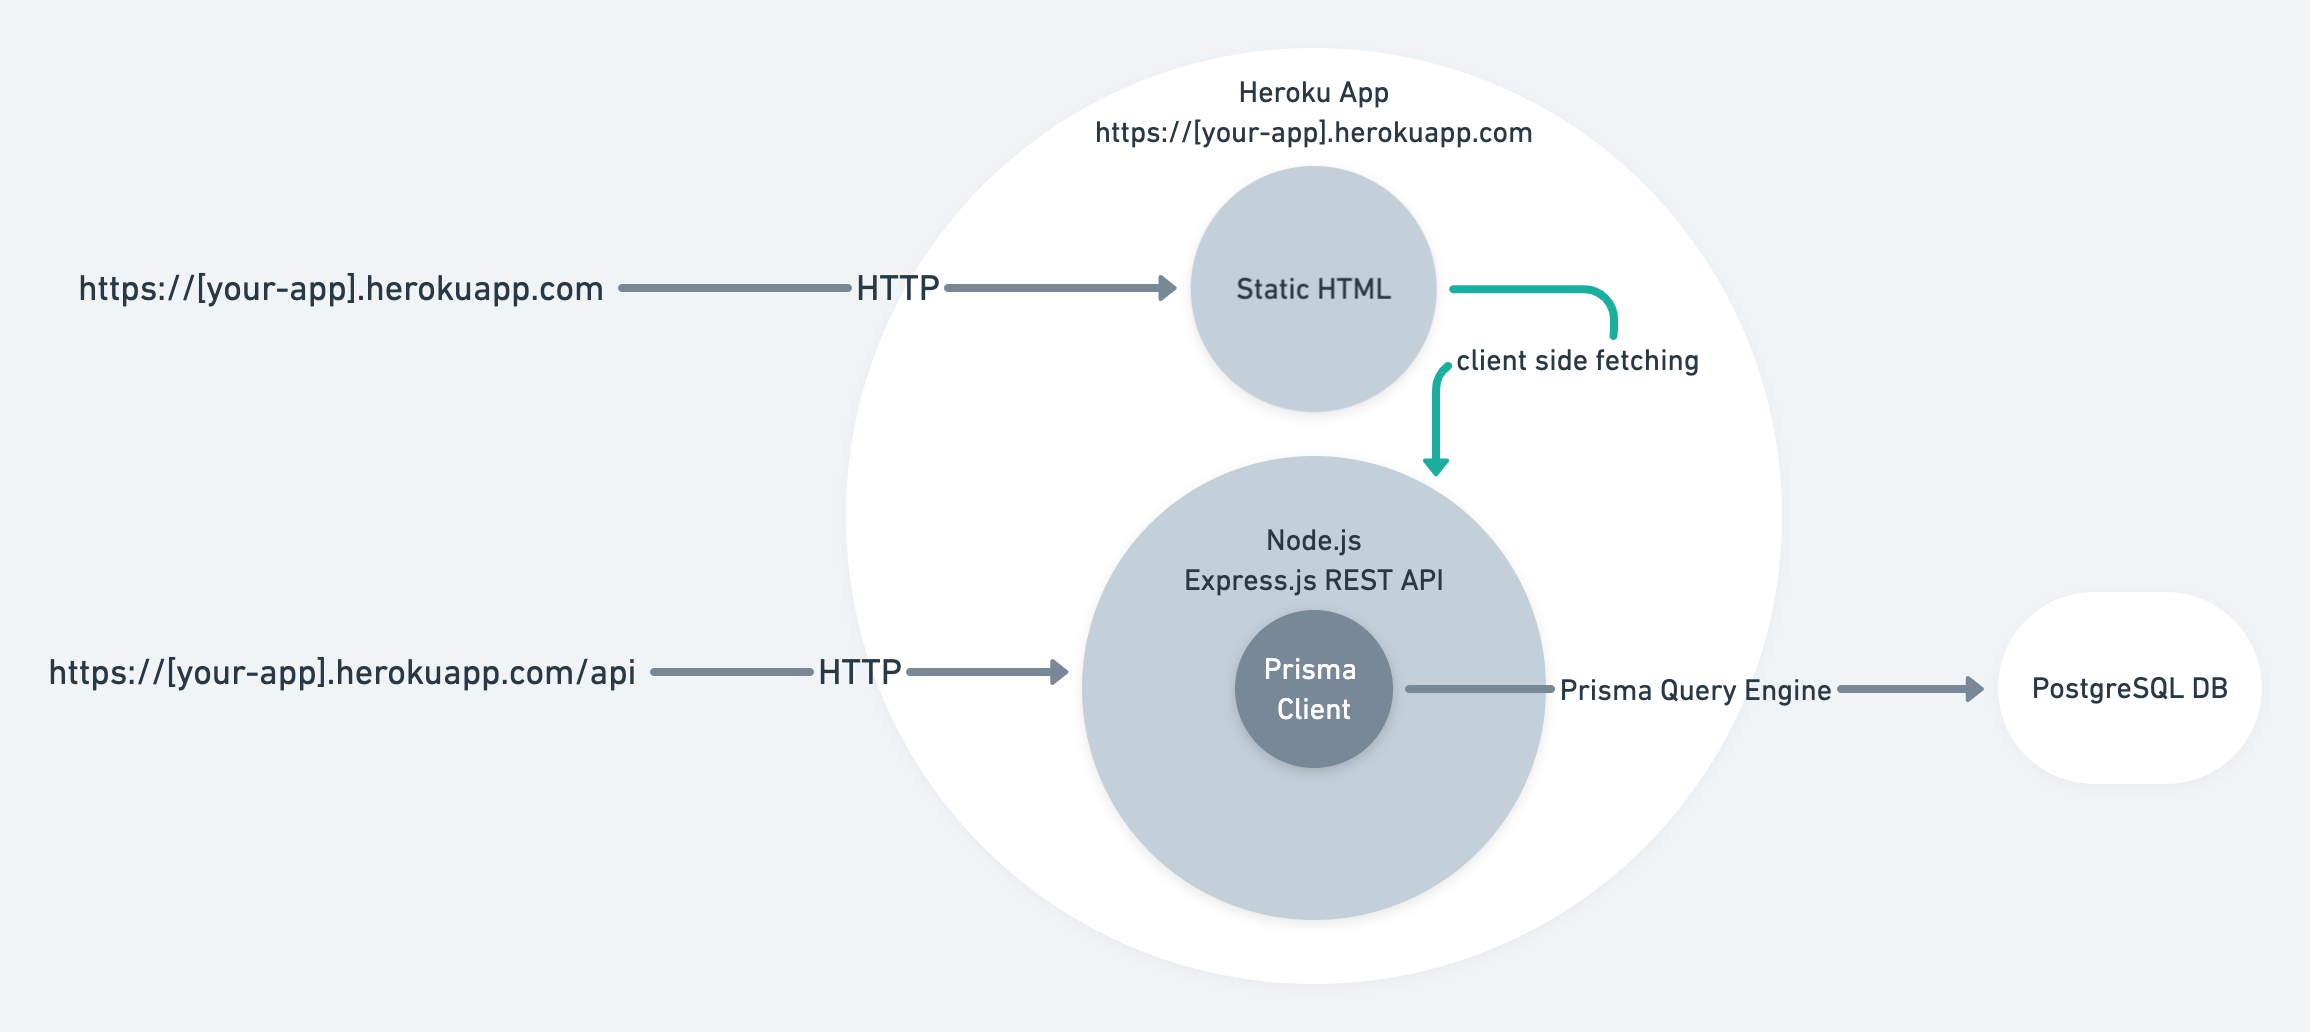 Heroku App
https://[your-app].herokuapp.com
https://[your-app].herokuapp.com
HTTP
Static HTML
client side fetching
Node.js
Express.js REST API
https://[your-app].herokuapp.com/api
HTTP
Prisma
Client
Prisma Query Engine
PostgreSQL DB